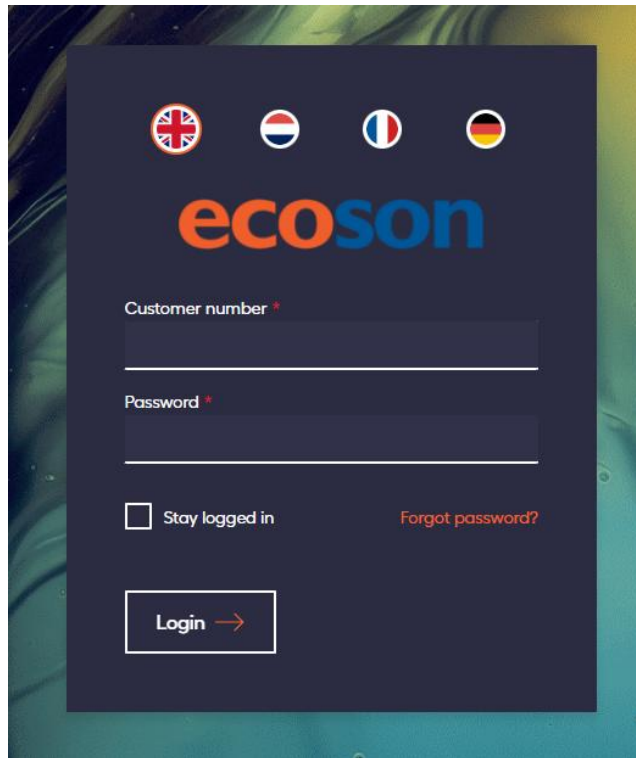 ecoson
Customer number *
Password *
Stay logged in
Forgot password?
Login →